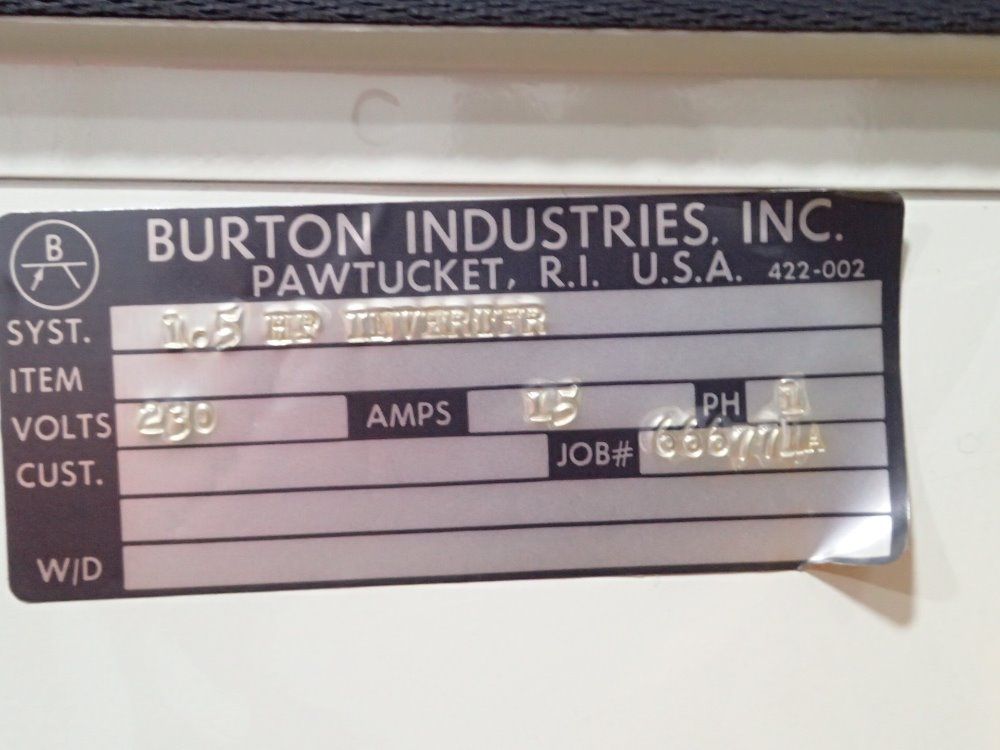 B
BURTON INDUSTRIES, INC.
PAWTUCKET, R.I. U.S.A. 422-002
SYST. 1.5 HP INVERTER
ITEM
VOLTS 230 AMPS 15 PH 1
CUST. JOB#
W/D